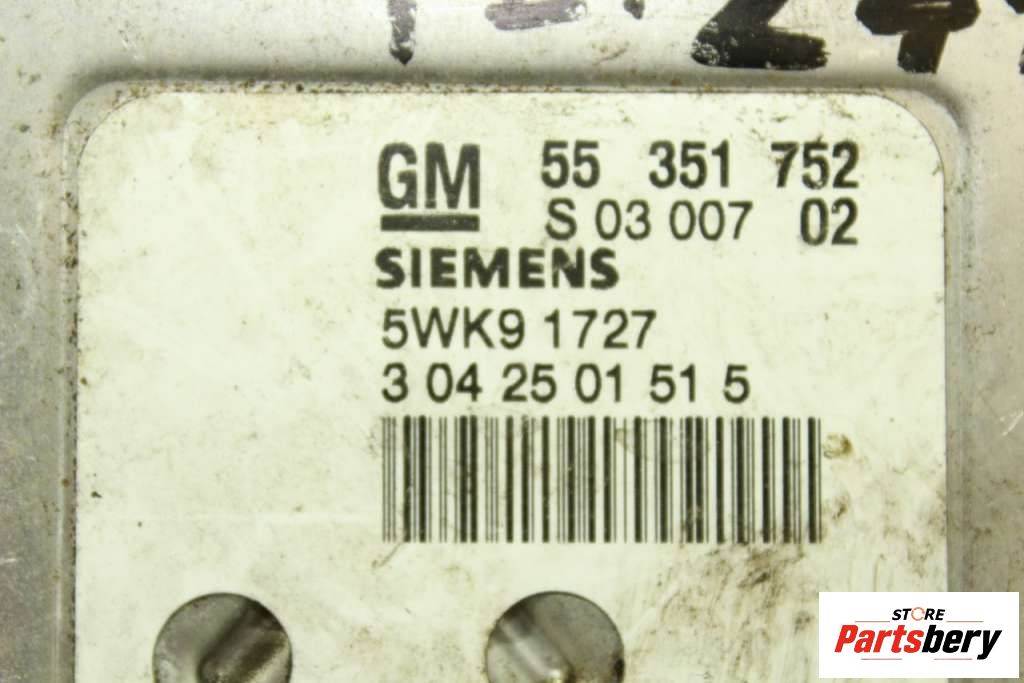 GM 55 351 752
S 03 007 02
SIEMENS
5WK9 1727
3 04 25 01 51 5
STORE
Partsbery